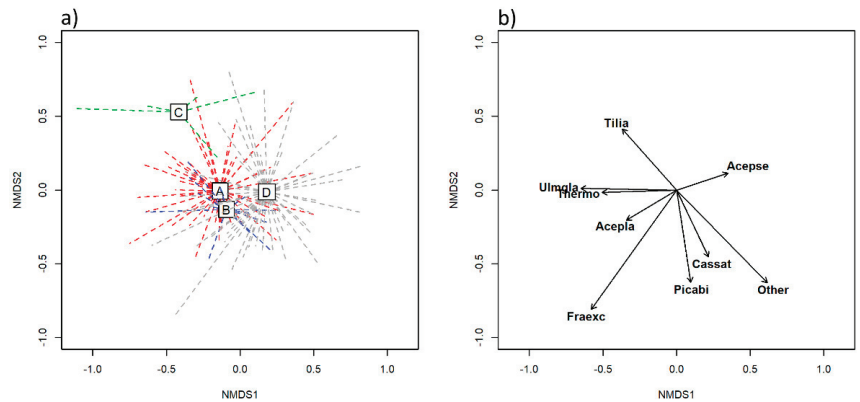 a)
1.0
0.5
0.0
-0.5
-1.0
NMDS2
C
A
D
B
-1.0 -0.5 0.0 0.5 1.0
NMDS1
b)
1.0
0.5
0.0
-0.5
-1.0
NMDS2
Tilia
Acepse
Ulmgla
Thermo
Acepla
Cassat
Picabi
Other
Fraexc
-1.0 -0.5 0.0 0.5 1.0
NMDS1